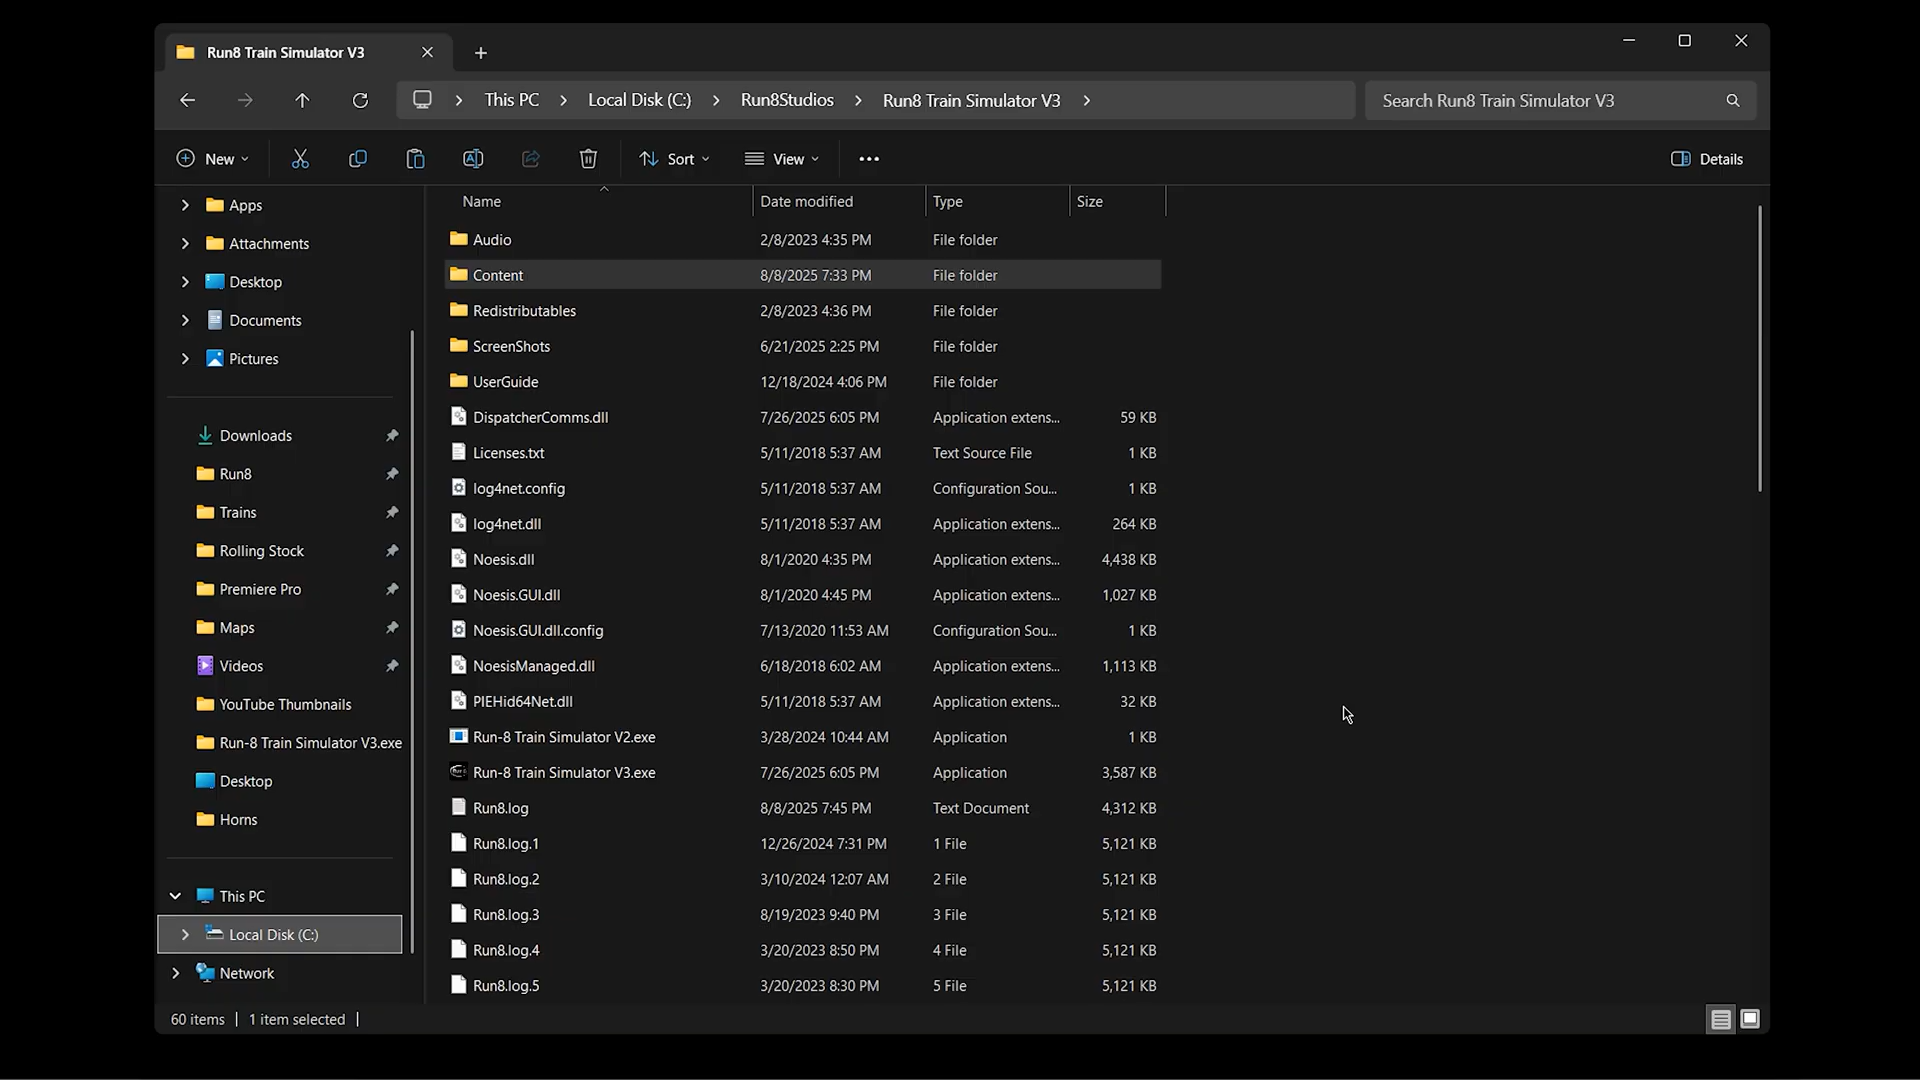 Run8 Train Simulator V3
This PC > Local Disk (C:) > Run8Studios > Run8 Train Simulator V3 >
Search Run8 Train Simulator V3
New
Sort
View
Details
Apps
Attachments
Desktop
Documents
Pictures
Downloads
Run8
Trains
Rolling Stock
Premiere Pro
Maps
Videos
YouTube Thumbnails
Run-8 Train Simulator V3.exe
Desktop
Horns
This PC
Local Disk (C:)
Network
Name Date modified Type Size
Audio 2/8/2023 4:35 PM File folder
Content 8/8/2025 7:33 PM File folder
Redistributables 2/8/2023 4:36 PM File folder
ScreenShots 6/21/2025 2:25 PM File folder
UserGuide 12/18/2024 4:06 PM File folder
DispatcherComms.dll 7/26/2025 6:05 PM Application extens... 59 KB
Licenses.txt 5/11/2018 5:37 AM Text Source File 1 KB
log4net.config 5/11/2018 5:37 AM Configuration Sou... 1 KB
log4net.dll 5/11/2018 5:37 AM Application extens... 264 KB
Noesis.dll 8/1/2020 4:35 PM Application extens... 4,438 KB
Noesis.GUI.dll 8/1/2020 4:45 PM Application extens... 1,027 KB
Noesis.GUI.dll.config 7/13/2020 11:53 AM Configuration Sou... 1 KB
NoesisManaged.dll 6/18/2018 6:02 AM Application extens... 1,113 KB
PIEHid64Net.dll 5/11/2018 5:37 AM Application extens... 32 KB
Run-8 Train Simulator V2.exe 3/28/2024 10:44 AM Application 1 KB
Run-8 Train Simulator V3.exe 7/26/2025 6:05 PM Application 3,587 KB
Run8.log 8/8/2025 7:45 PM Text Document 4,312 KB
Run8.log.1 12/26/2024 7:31 PM 1 File 5,121 KB
Run8.log.2 3/10/2024 12:07 AM 2 File 5,121 KB
Run8.log.3 8/19/2023 9:40 PM 3 File 5,121 KB
Run8.log.4 3/20/2023 8:50 PM 4 File 5,121 KB
Run8.log.5 3/20/2023 8:30 PM 5 File 5,121 KB
60 items | 1 item selected |